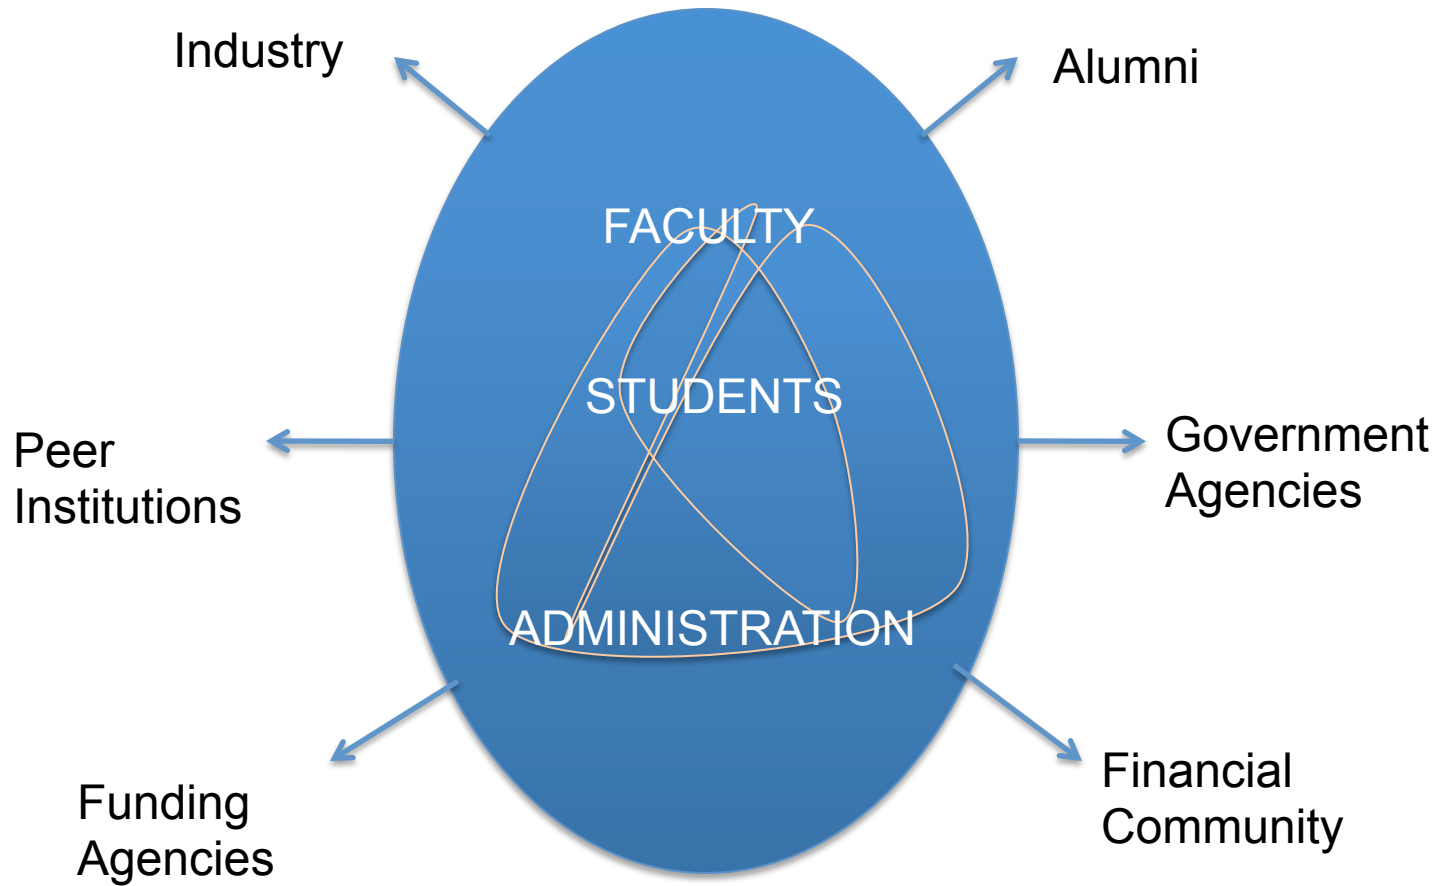 Industry
Alumni
FACULTY
STUDENTS
Peer
Institutions
Government
Agencies
ADMINISTRATION
Funding
Agencies
Financial
Community